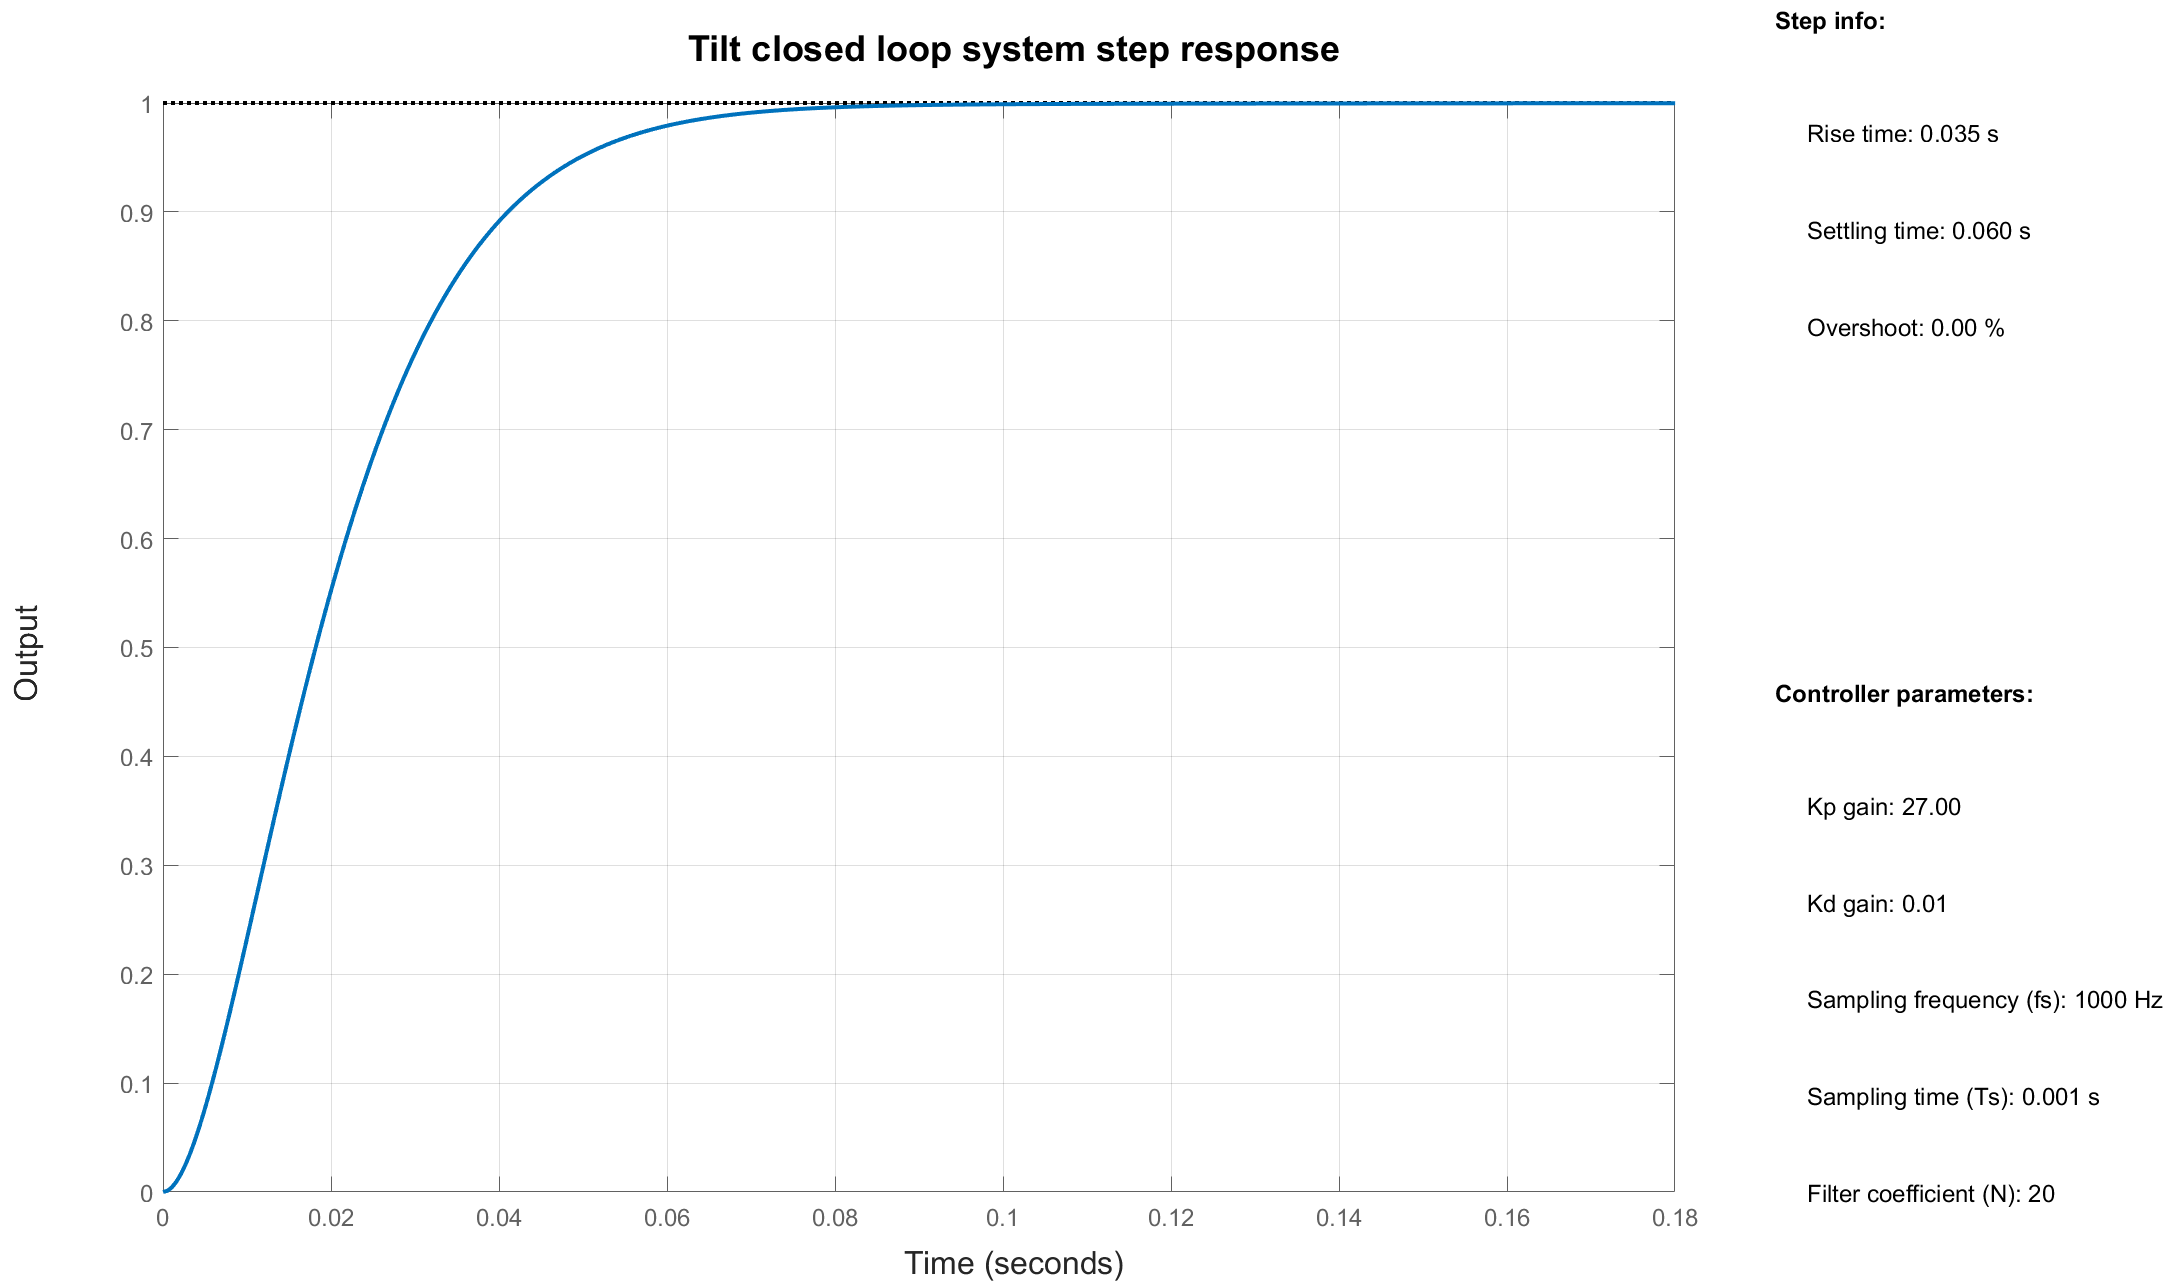 Tilt closed loop system step response
1
0.9
0.8
0.7
0.6
0.5
0.4
0.3
0.2
0.1
0
Output
0 0.02 0.04 0.06 0.08 0.1 0.12 0.14 0.16 0.18
Time (seconds)
Step info:
Rise time: 0.035 s
Settling time: 0.060 s
Overshoot: 0.00 %
Controller parameters:
Kp gain: 27.00
Kd gain: 0.01
Sampling frequency (fs): 1000 Hz
Sampling time (Ts): 0.001 s
Filter coefficient (N): 20